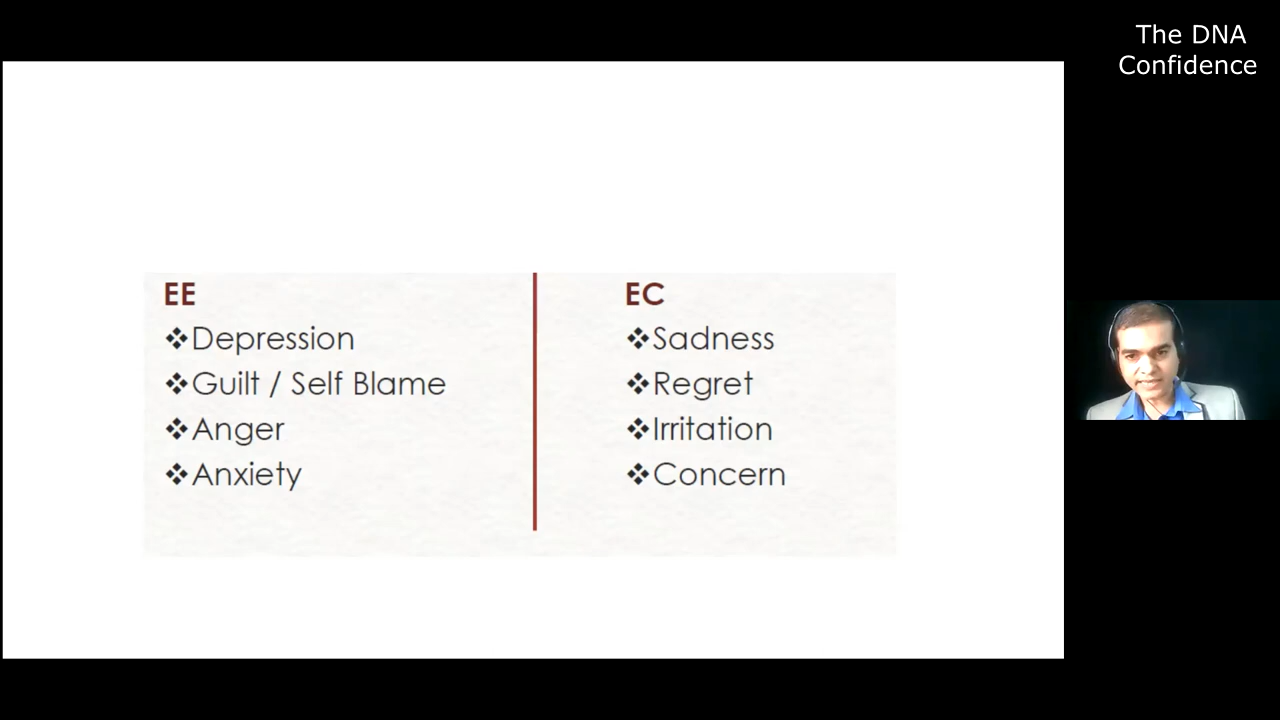 The DNA
Confidence
EE
❖Depression
❖Guilt / Self Blame
❖Anger
❖Anxiety
EC
❖Sadness
❖Regret
❖Irritation
❖Concern